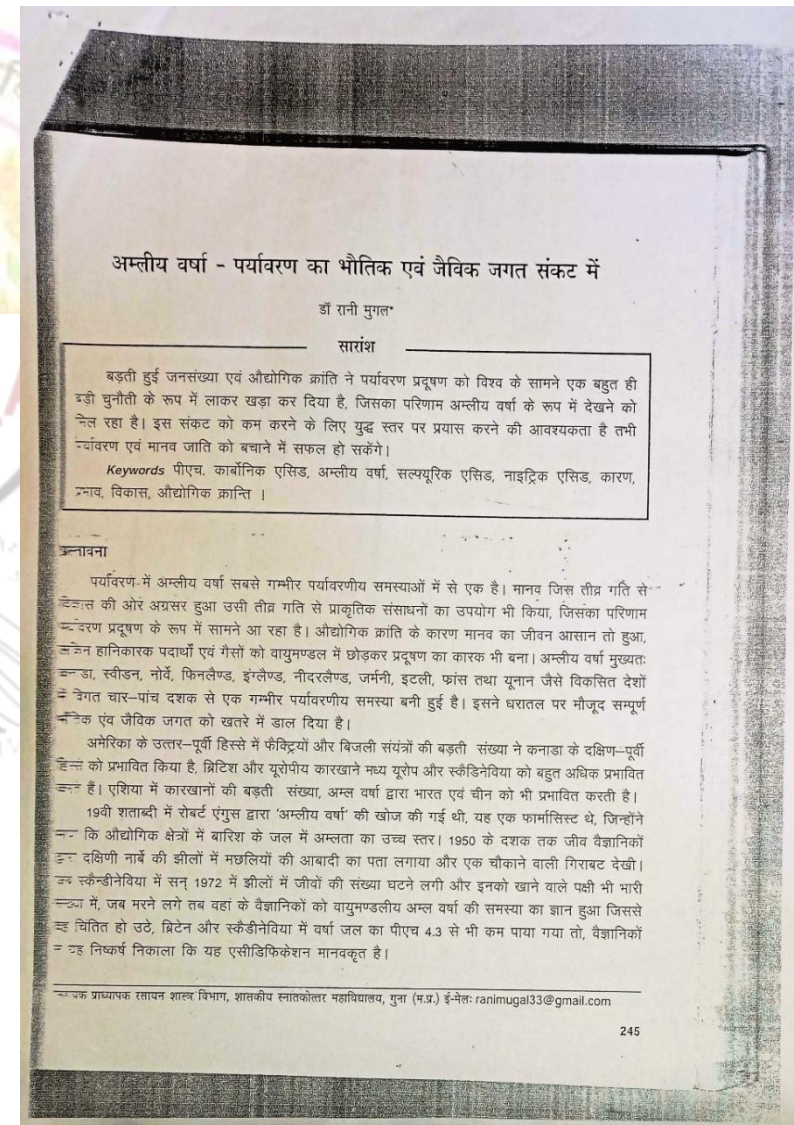 अम्लीय वर्षा - पर्यावरण का भौतिक एवं जैविक जगत संकट में
डॉ रानी मुगल*
सारांश
बड़ती हुई जनसंख्या एवं औद्योगिक क्रांति ने पर्यावरण प्रदूषण को विश्व के सामने एक बहुत ही
बड़ी चुनौती के रूप में लाकर खड़ा कर दिया है, जिसका परिणाम अम्लीय वर्षा के रूप में देखने को
मिल रहा है। इस संकट को कम करने के लिए युद्ध स्तर पर प्रयास करने की आवश्यकता है तभी
पर्यावरण एवं मानव जाति को बचाने में सफल हो सकेंगे।
Keywords पीएच. कार्बोनिक एसिड, अम्लीय वर्षा, सल्फ्यूरिक एसिड, नाइट्रिक एसिड, कारण,
प्रभाव, विकास, औद्योगिक क्रान्ति ।
प्रस्तावना
पर्यावरण में अम्लीय वर्षा सबसे गम्भीर पर्यावरणीय समस्याओं में से एक है। मानव जिस तीव्र गति से
विकास की ओर अग्रसर हुआ उसी तीव्र गति से प्राकृतिक संसाधनों का उपयोग भी किया, जिसका परिणाम
पर्यावरण प्रदूषण के रूप में सामने आ रहा है। औद्योगिक क्रांति के कारण मानव का जीवन आसान तो हुआ,
लेकिन हानिकारक पदार्थों एवं गैसों को वायुमण्डल में छोड़कर प्रदूषण का कारक भी बना। अम्लीय वर्षा मुख्यतः
कनाडा, स्वीडन, नोर्वे, फिनलैण्ड, इंग्लैण्ड, नीदरलैण्ड, जर्मनी, इटली, फांस तथा यूनान जैसे विकसित देशों
में विगत चार–पांच दशक से एक गम्भीर पर्यावरणीय समस्या बनी हुई है। इसने धरातल पर मौजूद सम्पूर्ण
भौतिक एंव जैविक जगत को खतरे में डाल दिया है।
अमेरिका के उत्तर–पूर्वी हिस्से में फैक्ट्रियों और बिजली संयंत्रों की बड़ती संख्या ने कनाडा के दक्षिण–पूर्वी
हिस्से को प्रभावित किया है, ब्रिटिश और यूरोपीय कारखाने मध्य यूरोप और स्कैडिनेविया को बहुत अधिक प्रभावित
करते हैं। एशिया में कारखानों की बड़ती संख्या, अम्ल वर्षा द्वारा भारत एवं चीन को भी प्रभावित करती है।
19वी शताब्दी में रोबर्ट एंगुस द्वारा 'अम्लीय वर्षा' की खोज की गई थी, यह एक फार्मासिस्ट थे, जिन्होंने
कि औद्योगिक क्षेत्रों में बारिश के जल में अम्लता का उच्च स्तर। 1950 के दशक तक जीव वैज्ञानिकों
दक्षिणी नार्बे की झीलों में मछलियों की आबादी का पता लगाया और एक चौकाने वाली गिराबट देखी।
जब स्कैन्डीनेविया में सन् 1972 में झीलों में जीवों की संख्या घटने लगी और इनको खाने वाले पक्षी भी भारी
संख्या में, जब मरने लगे तब वहां के वैज्ञानिकों को वायुमण्डलीय अम्ल वर्षा की समस्या का ज्ञान हुआ जिससे
चिंतित हो उठे, ब्रिटेन और स्कैडीनेविया में वर्षा जल का पीएच 4.3 से भी कम पाया गया तो, वैज्ञानिकों
ने यह निष्कर्ष निकाला कि यह एसीडिफिकेशन मानवकृत है।
प्राध्यापक रसायन शास्त्र विभाग, शातकीय स्नातकोत्तर महाविद्यालय, गुना (म.प्र.) ई-मेलः ranimugal33@gmail.com
245